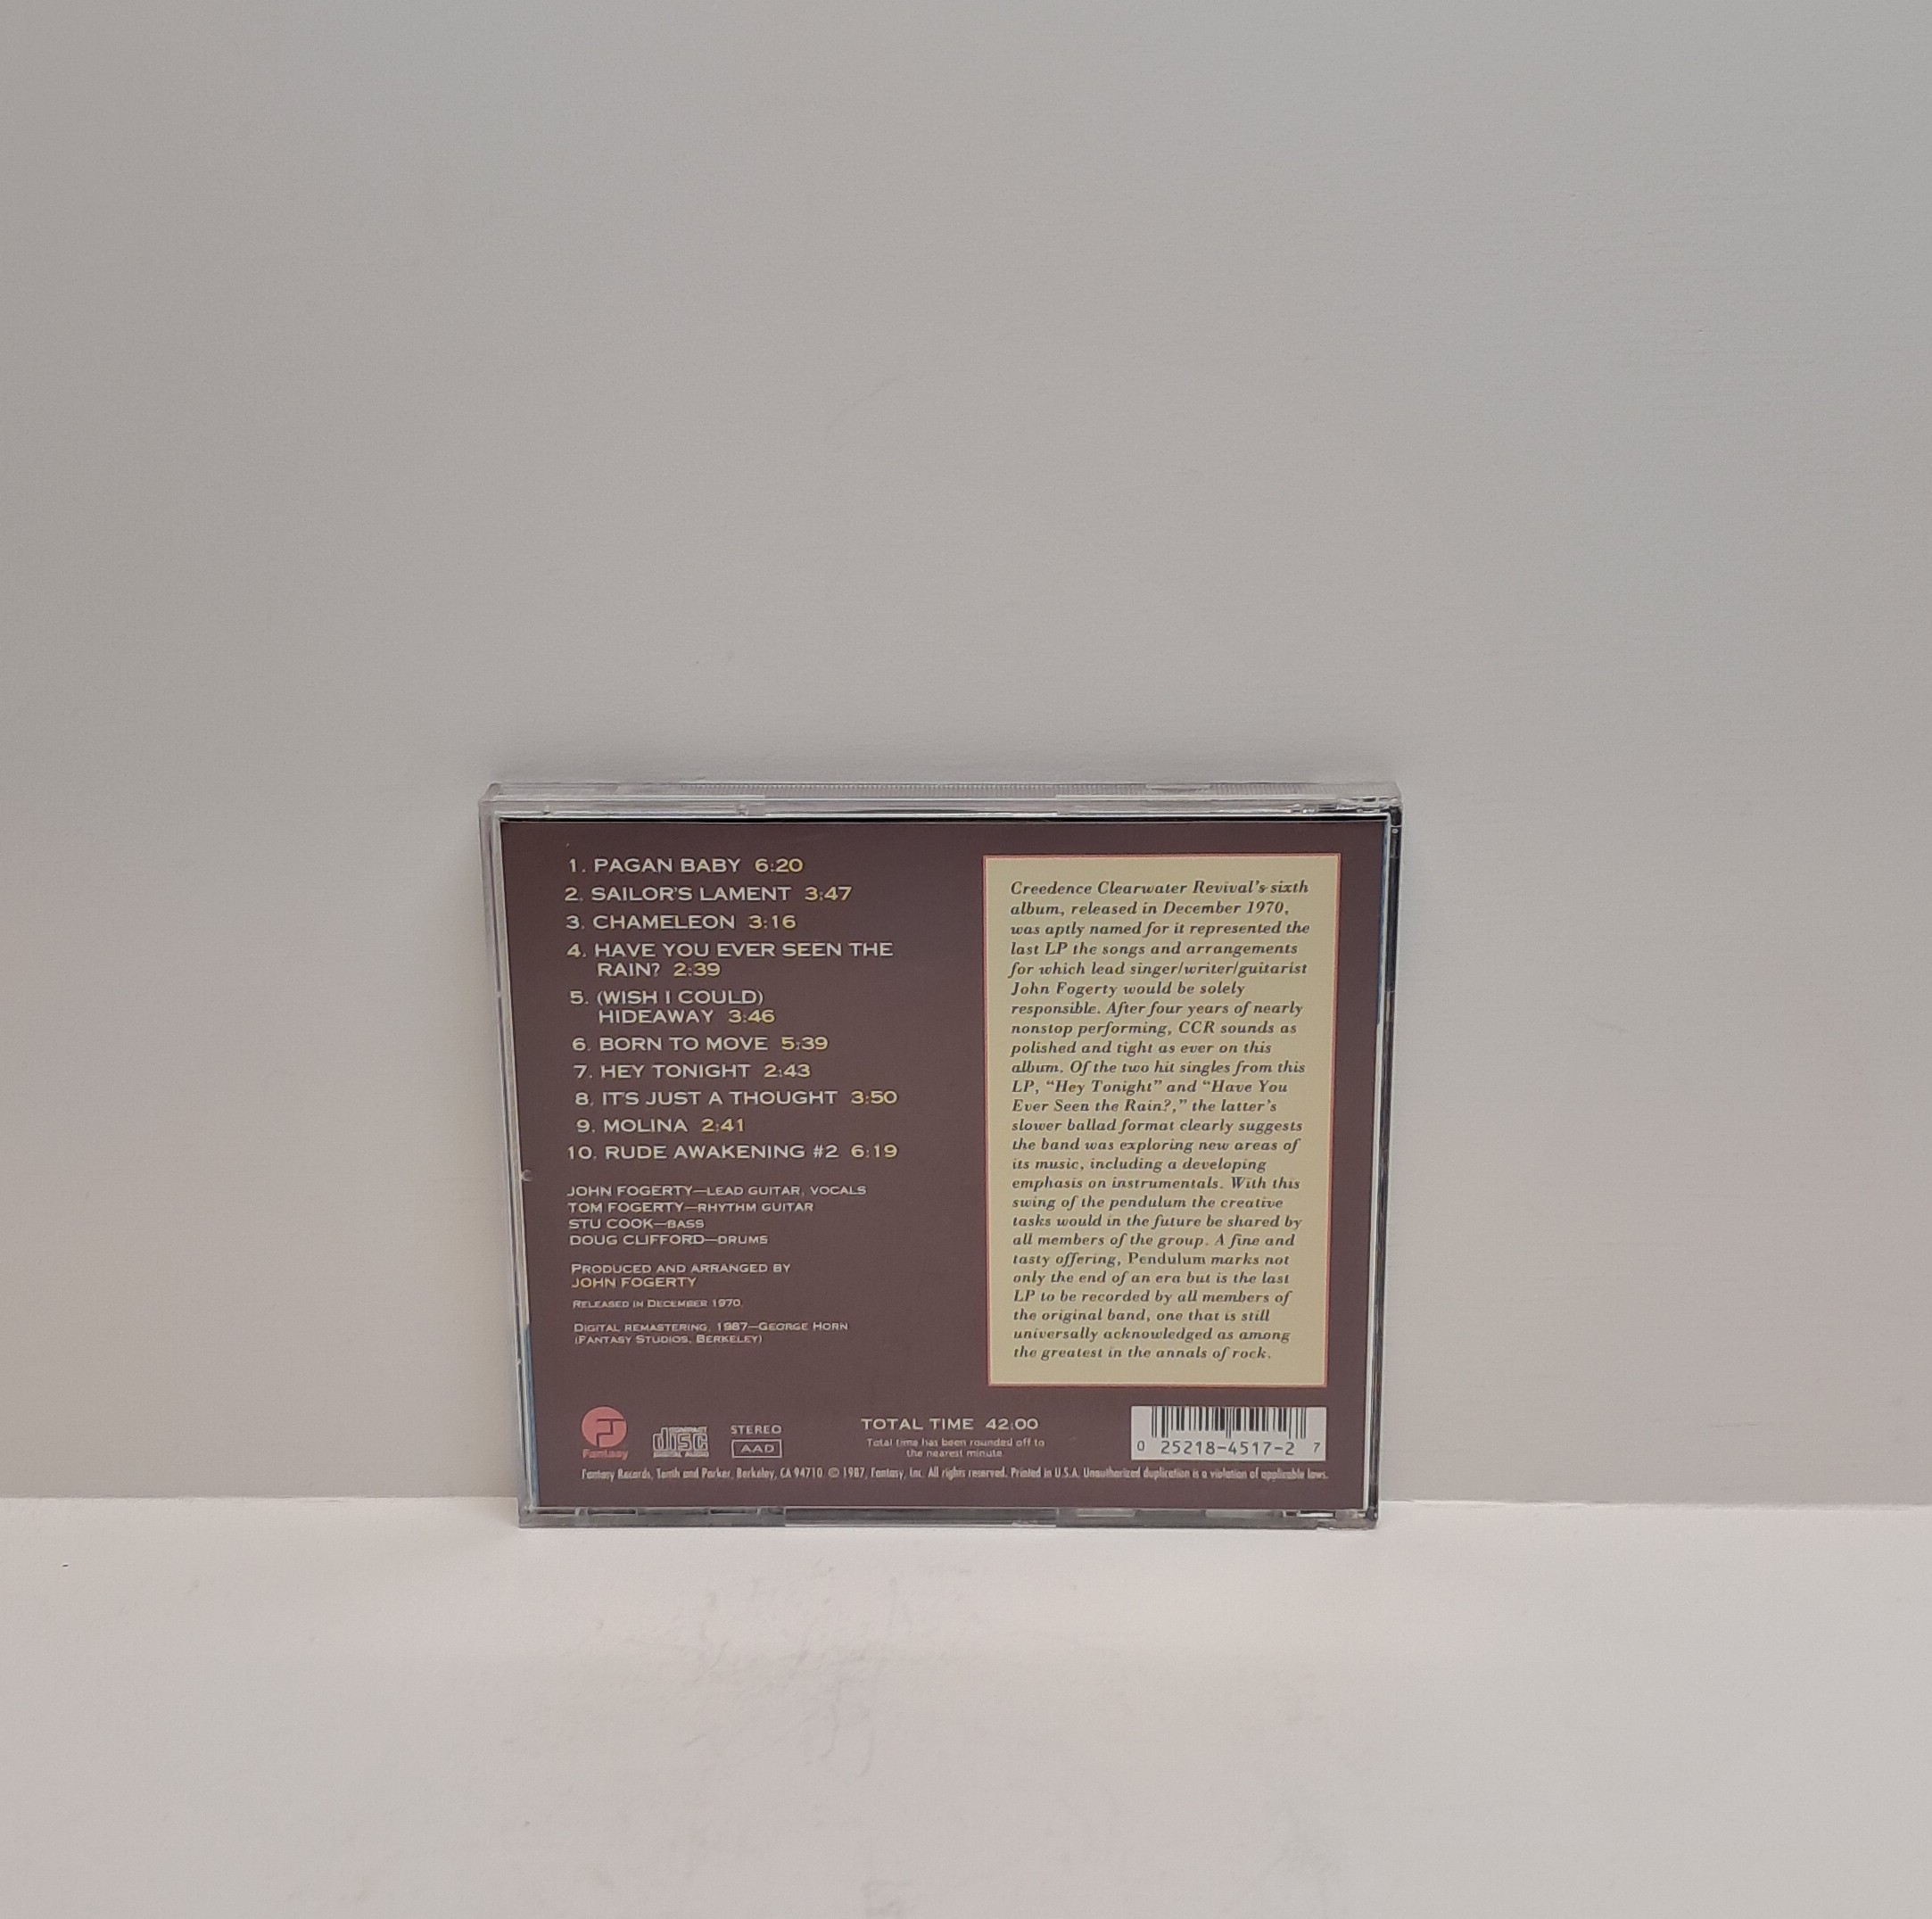 1. PAGAN BABY 6:20
2. SAILOR'S LAMENT 3:47
3. CHAMELEON 3:16
4. HAVE YOU EVER SEEN THE
RAIN? 2:39
5. (WISH I COULD)
HIDEAWAY 3:46
6. BORN TO MOVE 5:39
7. HEY TONIGHT 2:43
8. IT'S JUST A THOUGHT 3:50
9. MOLINA 2:41
10. RUDE AWAKENING #2 6:19
JOHN FOGERTY—LEAD GUITAR, VOCALS
TOM FOGERTY—RHYTHM GUITAR
STU COOK—BASS
DOUG CLIFFORD—DRUMS
PRODUCED AND ARRANGED BY
JOHN FOGERTY
RELEASED IN DECEMBER 1970
DIGITAL REMASTERING, 1987—GEORGE HORN
(FANTASY STUDIOS, BERKELEY)
Creedence Clearwater Revival's sixth
album, released in December 1970,
was aptly named for it represented the
last LP the songs and arrangements
for which lead singer/writer/guitarist
John Fogerty would be solely
responsible. After four years of nearly
nonstop performing, CCR sounds as
polished and tight as ever on this
album. Of the two hit singles from this
LP, “Hey Tonight” and “Have You
Ever Seen the Rain?,” the latter's
slower ballad format clearly suggests
the band was exploring new areas of
its music, including a developing
emphasis on instrumentals. With this
swing of the pendulum the creative
tasks would in the future be shared by
all members of the group. A fine and
tasty offering, Pendulum marks not
only the end of an era but is the last
LP to be recorded by all members of
the original band, one that is still
universally acknowledged as among
the greatest in the annals of rock.
Fantasy
COMPACT
disc
DIGITAL AUDIO
STEREO
AAD
TOTAL TIME 42:00
Total time has been rounded off to
the nearest minute.
0 25218-4517-2 7
Fantasy Records, Tenth and Parker, Berkeley, CA 94710. © 1987, Fantasy, Inc. All rights reserved. Printed in U.S.A. Unauthorized duplication is a violation of applicable laws.